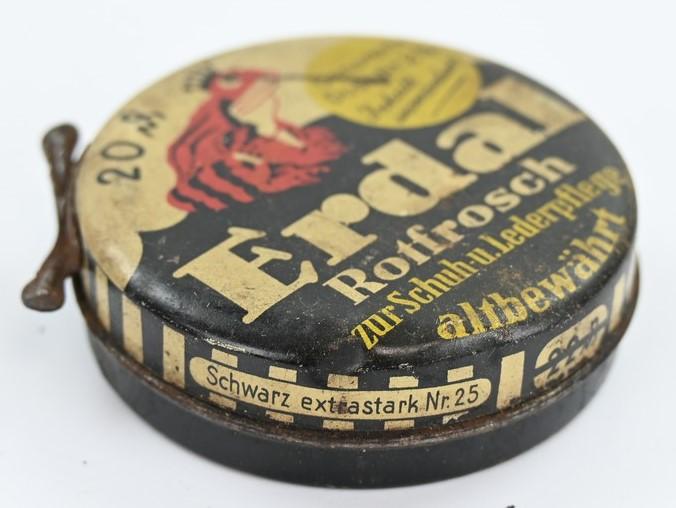 20
Erdal
Rotfrosch
zur Schuh- u. Lederpflege
altbewährt
Schwarz extrastark Nr. 25